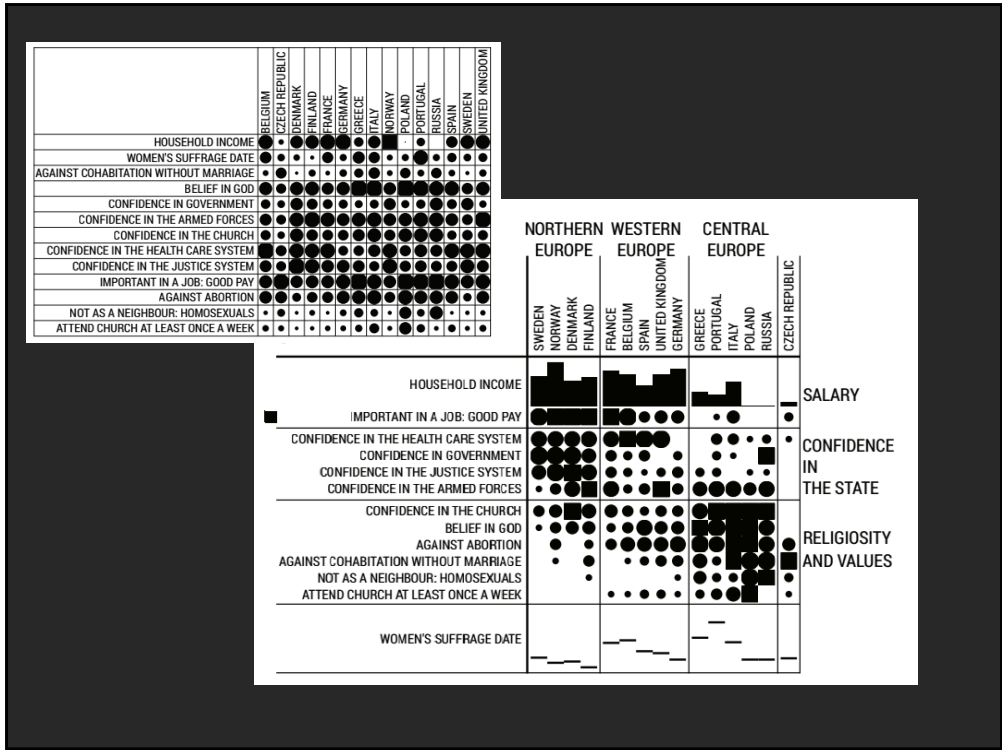 BELGIUM
CZECH REPUBLIC
DENMARK
FINLAND
FRANCE
GERMANY
GREECE
ITALY
NORWAY
POLAND
PORTUGAL
RUSSIA
SPAIN
SWEDEN
UNITED KINGDOM
HOUSEHOLD INCOME
WOMEN'S SUFFRAGE DATE
AGAINST COHABITATION WITHOUT MARRIAGE
BELIEF IN GOD
CONFIDENCE IN GOVERNMENT
CONFIDENCE IN THE ARMED FORCES
CONFIDENCE IN THE CHURCH
CONFIDENCE IN THE HEALTH CARE SYSTEM
CONFIDENCE IN THE JUSTICE SYSTEM
IMPORTANT IN A JOB: GOOD PAY
AGAINST ABORTION
NOT AS A NEIGHBOUR: HOMOSEXUALS
ATTEND CHURCH AT LEAST ONCE A WEEK
NORTHERN EUROPE
WESTERN EUROPE
CENTRAL EUROPE
SWEDEN
NORWAY
DENMARK
FINLAND
FRANCE
BELGIUM
SPAIN
UNITED KINGDOM
GERMANY
GREECE
PORTUGAL
ITALY
POLAND
RUSSIA
CZECH REPUBLIC
HOUSEHOLD INCOME
SALARY
IMPORTANT IN A JOB: GOOD PAY
CONFIDENCE IN THE HEALTH CARE SYSTEM
CONFIDENCE IN GOVERNMENT
CONFIDENCE IN THE JUSTICE SYSTEM
CONFIDENCE IN THE ARMED FORCES
CONFIDENCE
IN
THE STATE
CONFIDENCE IN THE CHURCH
BELIEF IN GOD
AGAINST ABORTION
AGAINST COHABITATION WITHOUT MARRIAGE
NOT AS A NEIGHBOUR: HOMOSEXUALS
ATTEND CHURCH AT LEAST ONCE A WEEK
RELIGIOSITY
AND VALUES
WOMEN'S SUFFRAGE DATE